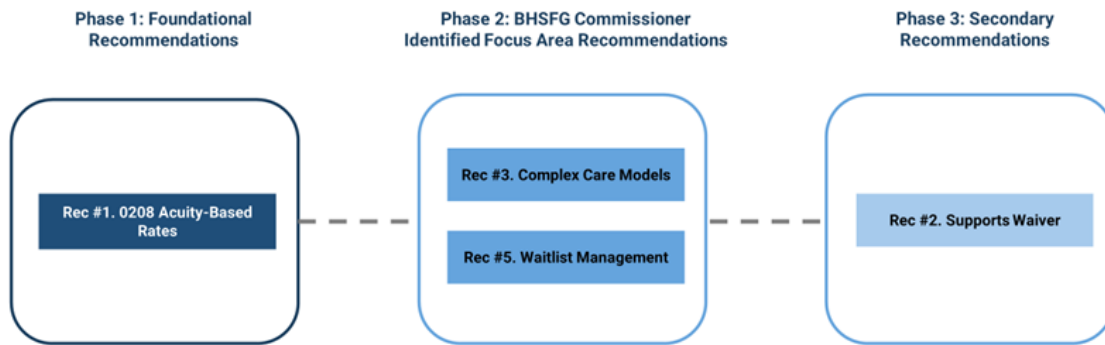 Phase 1: Foundational
Recommendations
Phase 2: BHSFG Commissioner
Identified Focus Area Recommendations
Phase 3: Secondary
Recommendations
Rec #1. 0208 Acuity-Based
Rates
Rec #3. Complex Care Models
Rec #5. Waitlist Management
Rec #2. Supports Waiver